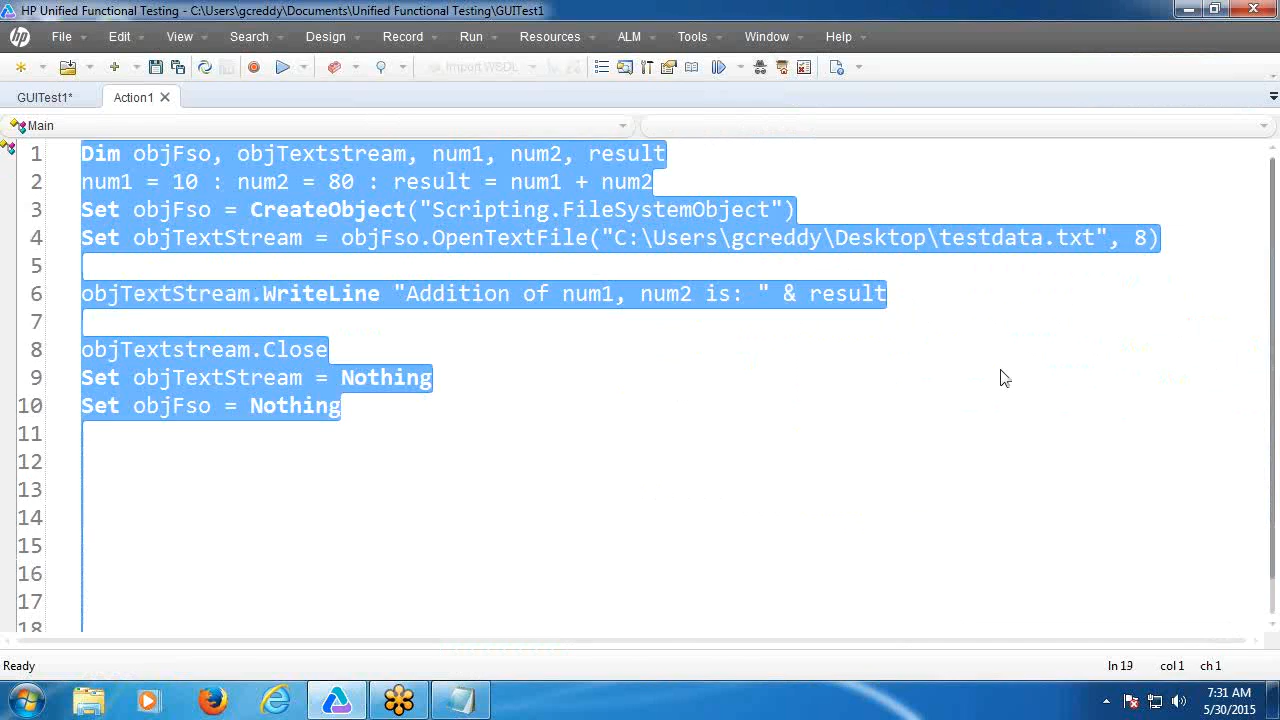 HP Unified Functional Testing - C:\Users\gcreddy\Documents\Unified Functional Testing\GUITest1
hp File Edit View Search Design Record Run Resources ALM Tools Window Help
Import WSDL
GUITest1* Action1
Main
1 Dim objFso, objTextstream, num1, num2, result
2 num1 = 10 : num2 = 80 : result = num1 + num2
3 Set objFso = CreateObject("Scripting.FileSystemObject")
4 Set objTextStream = objFso.OpenTextFile("C:\Users\gcreddy\Desktop\testdata.txt", 8)
5
6 objTextStream.WriteLine "Addition of num1, num2 is: " & result
7
8 objTextstream.Close
9 Set objTextStream = Nothing
10 Set objFso = Nothing
11
12
13
14
15
16
17
18
Ready ln 19 col 1 ch 1
7:31 AM
5/30/2015